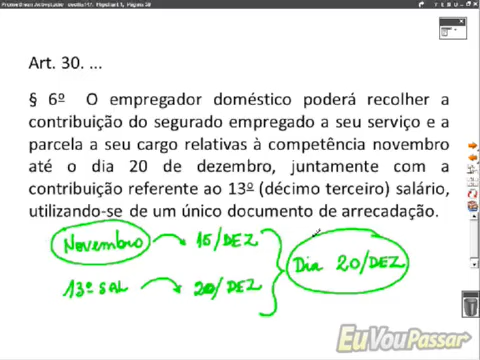 Art. 30. ...
§ 6º O empregador doméstico poderá recolher a
contribuição do segurado empregado a seu serviço e a
parcela a seu cargo relativas à competência novembro
até o dia 20 de dezembro, juntamente com a
contribuição referente ao 13º (décimo terceiro) salário,
utilizando-se de um único documento de arrecadação.
Novembro 15/DEZ
Dia 20/DEZ
13º SAL 20/DEZ
EuVouPassar